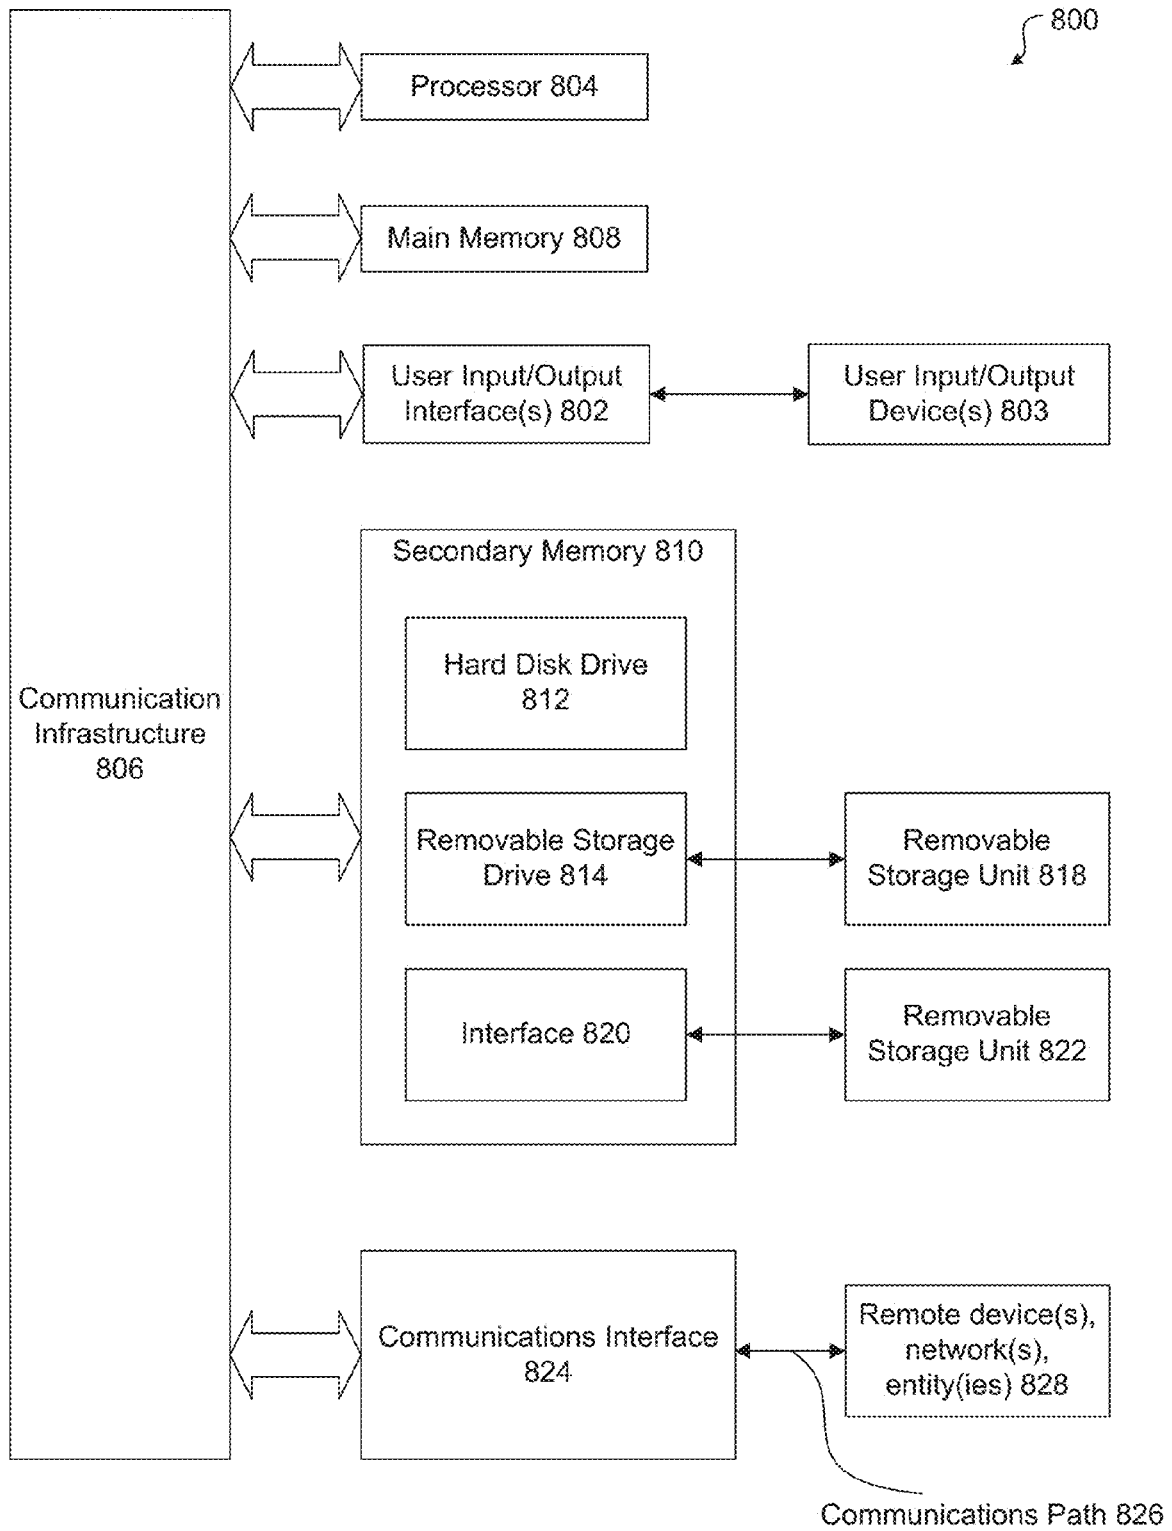 800
Processor 804
Main Memory 808
User Input/Output
Interface(s) 802
User Input/Output
Device(s) 803
Secondary Memory 810
Hard Disk Drive
812
Communication
Infrastructure
806
Removable Storage
Drive 814
Removable
Storage Unit 818
Interface 820
Removable
Storage Unit 822
Communications Interface
824
Remote device(s),
network(s),
entity(ies) 828
Communications Path 826